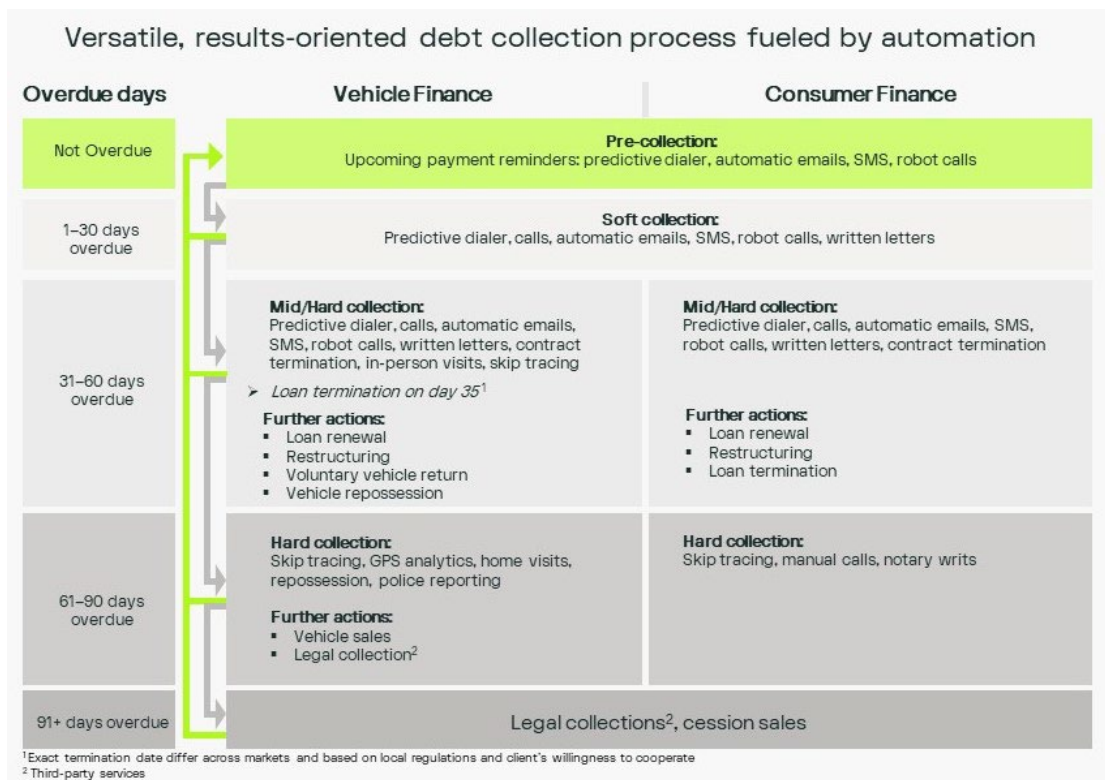 Versatile, results-oriented debt collection process fueled by automation
Overdue days
Vehicle Finance
Consumer Finance
Not Overdue
Pre-collection:
Upcoming payment reminders: predictive dialer, automatic emails, SMS, robot calls
1–30 days
overdue
Soft collection:
Predictive dialer, calls, automatic emails, SMS, robot calls, written letters
31–60 days
overdue
Mid/Hard collection:
Predictive dialer, calls, automatic emails,
SMS, robot calls, written letters, contract
termination, in-person visits, skip tracing
➢ Loan termination on day 35¹
Further actions:
▪ Loan renewal
▪ Restructuring
▪ Voluntary vehicle return
▪ Vehicle repossession
Mid/Hard collection:
Predictive dialer, calls, automatic emails, SMS,
robot calls, written letters, contract termination
Further actions:
▪ Loan renewal
▪ Restructuring
▪ Loan termination
61–90 days
overdue
Hard collection:
Skip tracing, GPS analytics, home visits,
repossession, police reporting
Further actions:
▪ Vehicle sales
▪ Legal collection²
Hard collection:
Skip tracing, manual calls, notary writs
91+ days overdue
Legal collections², cession sales
¹ Exact termination date differ across markets and based on local regulations and client's willingness to cooperate
² Third-party services